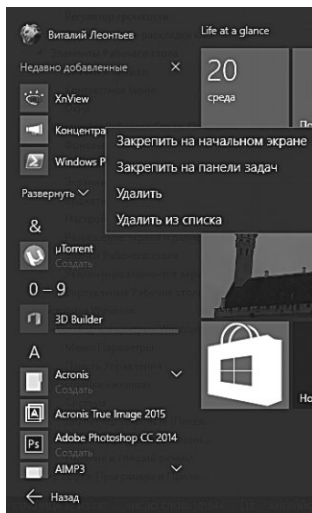 Виталий Леонтьев
Life at a glance
Недавно добавленные
20
среда
XnView
Концентра
Закрепить на начальном экране
Windows P
Закрепить на панели задач
Удалить
Развернуть
Удалить из списка
&
µTorrent
Создать
0 – 9
3D Builder
A
Acronis
Создать
Acronis True Image 2015
Ps
Adobe Photoshop CC 2014
Создать
AIMP3
Но
Назад